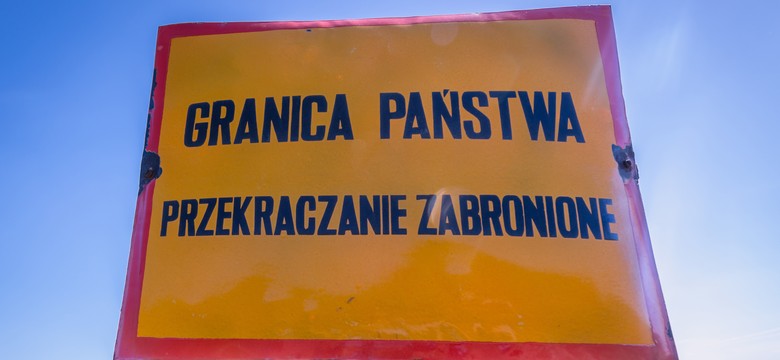 GRANICA PAŃSTWA
PRZEKRACZANIE ZABRONIONE